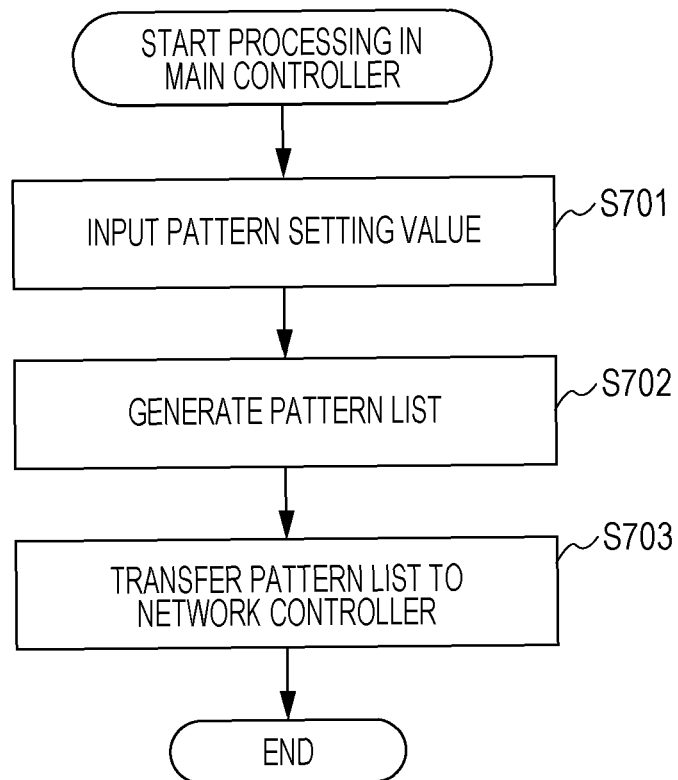 START PROCESSING IN
MAIN CONTROLLER
INPUT PATTERN SETTING VALUE
S701
GENERATE PATTERN LIST
S702
TRANSFER PATTERN LIST TO
NETWORK CONTROLLER
S703
END